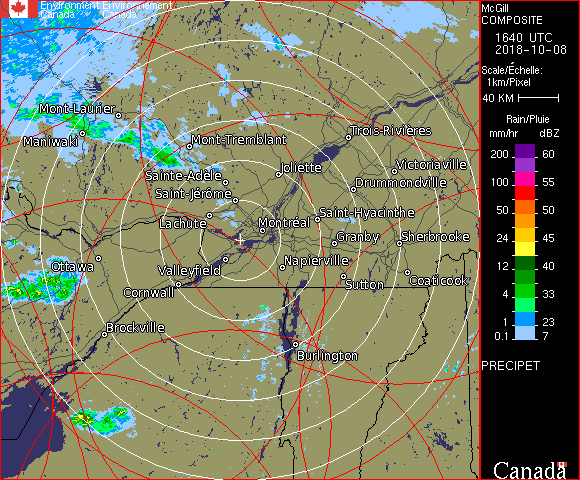 Environment Environnement
Canada Canada
McGill
COMPOSITE
1640 UTC
2018-10-08
Scale/Échelle:
1km/Pixel
40 KM
Rain/Pluie
mm/hr dBZ
200 60
150 57
100 55
50 50
24 45
12 40
4 33
1 23
0.1 7
PRECIPET
Canada
Mont-Laurier
Maniwaki
Mont-Tremblant
Trois-Rivières
Joliette
Victoriaville
Sainte-Adèle
Drummondville
Saint-Jérôme
Saint-Hyacinthe
Lachute
Montréal
Granby
Sherbrooke
Ottawa
Valleyfield
Napierville
Cornwall
Sutton
Coaticook
Brockville
Burlington